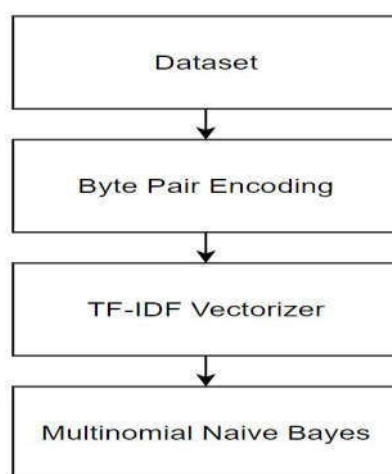 Dataset
Byte Pair Encoding
TF-IDF Vectorizer
Multinomial Naive Bayes